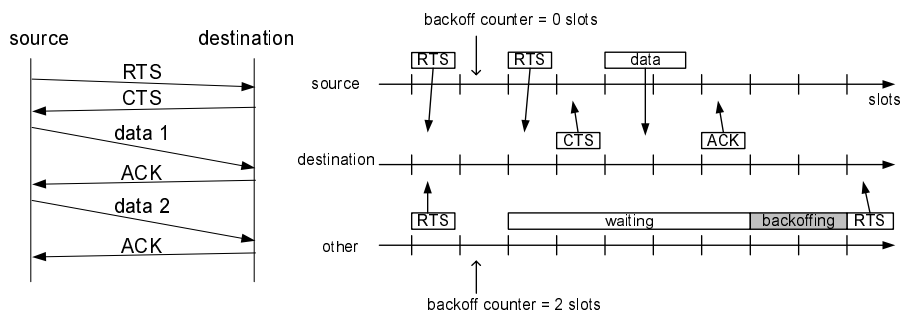 source
destination
RTS
CTS
data 1
ACK
data 2
ACK
backoff counter = 0 slots
RTS
RTS
data
source
slots
CTS
ACK
destination
RTS
waiting
backoffing
RTS
other
backoff counter = 2 slots